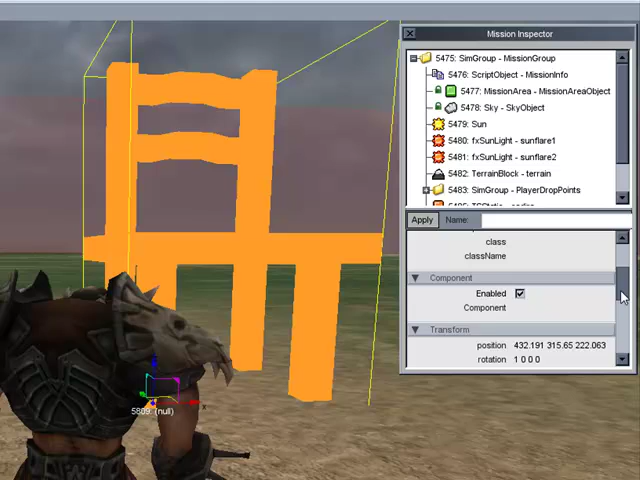 Mission Inspector
5475: SimGroup - MissionGroup
5476: ScriptObject - MissionInfo
5477: MissionArea - MissionAreaObject
5478: Sky - SkyObject
5479: Sun
5480: fxSunLight - sunflare1
5481: fxSunLight - sunflare2
5482: TerrainBlock - terrain
5483: SimGroup - PlayerDropPoints
Apply Name:
class
className
Component
Enabled
Component
Transform
position 432.191 315.65 222.063
rotation 1 0 0 0
x
5809: (null)